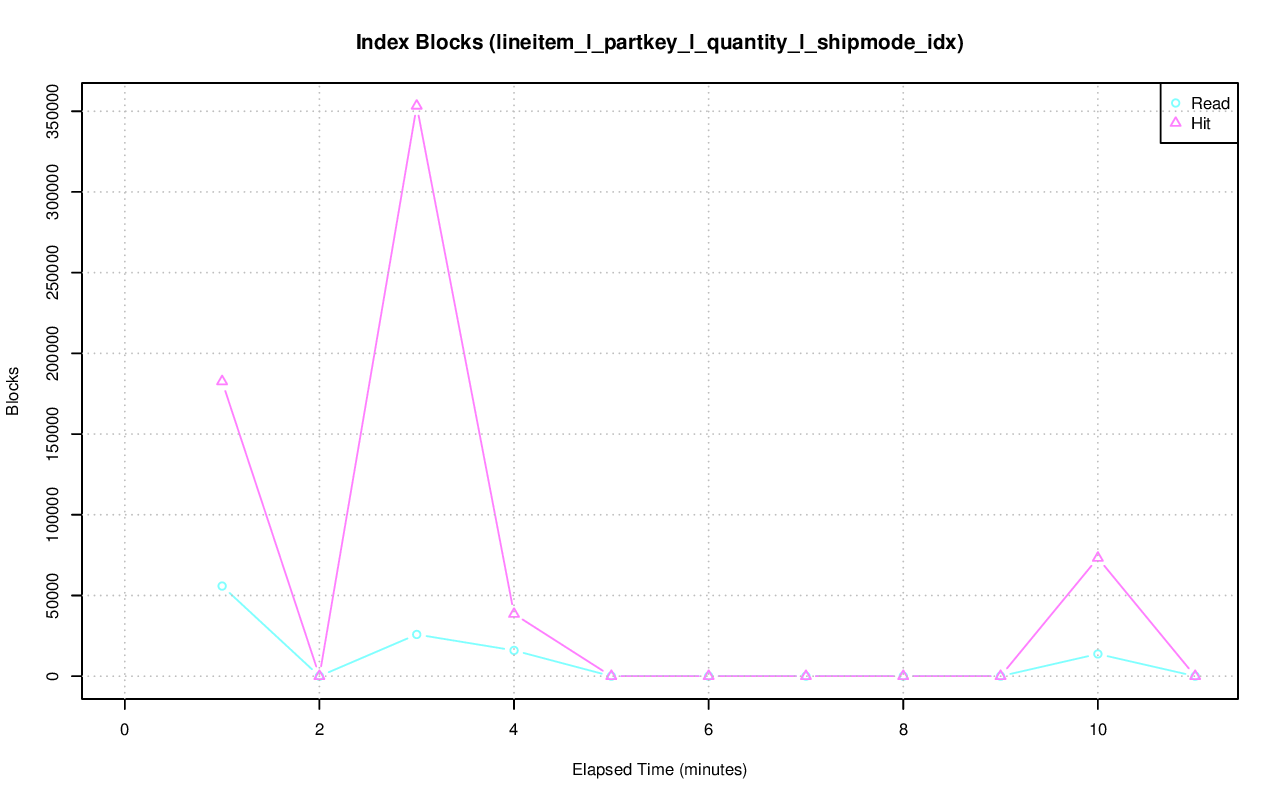 Index Blocks (lineitem_l_partkey_l_quantity_l_shipmode_idx)
Read
Hit
350000
300000
250000
200000
150000
100000
50000
0
Blocks
0 2 4 6 8 10
Elapsed Time (minutes)